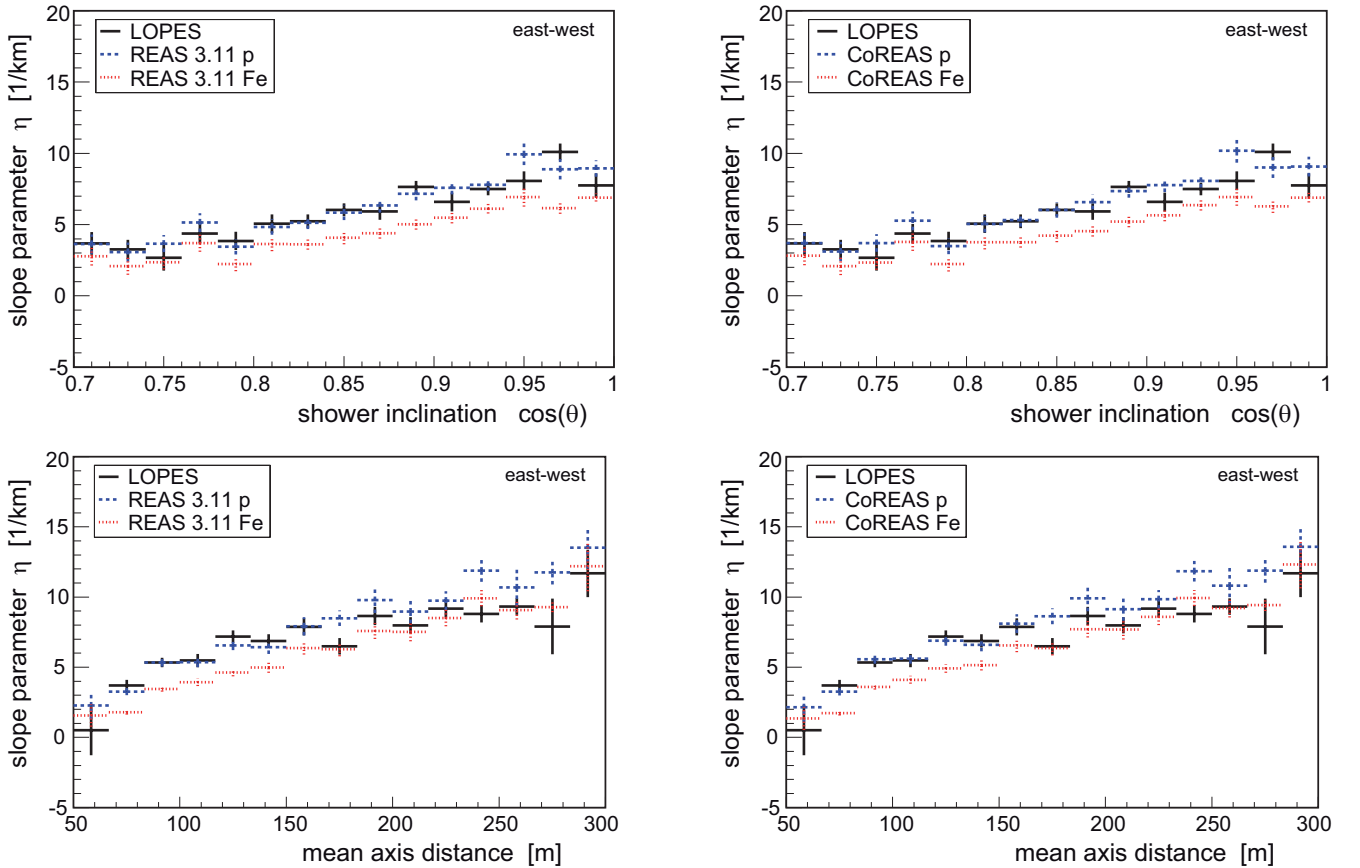 20
15
10
5
0
-5
slope parameter η [1/km]
LOPES
REAS 3.11 p
REAS 3.11 Fe
east-west
0.7 0.75 0.8 0.85 0.9 0.95 1
shower inclination cos(θ)
20
15
10
5
0
-5
slope parameter η [1/km]
LOPES
CoREAS p
CoREAS Fe
east-west
0.7 0.75 0.8 0.85 0.9 0.95 1
shower inclination cos(θ)
20
15
10
5
0
-5
slope parameter η [1/km]
LOPES
REAS 3.11 p
REAS 3.11 Fe
east-west
50 100 150 200 250 300
mean axis distance [m]
20
15
10
5
0
-5
slope parameter η [1/km]
LOPES
CoREAS p
CoREAS Fe
east-west
50 100 150 200 250 300
mean axis distance [m]